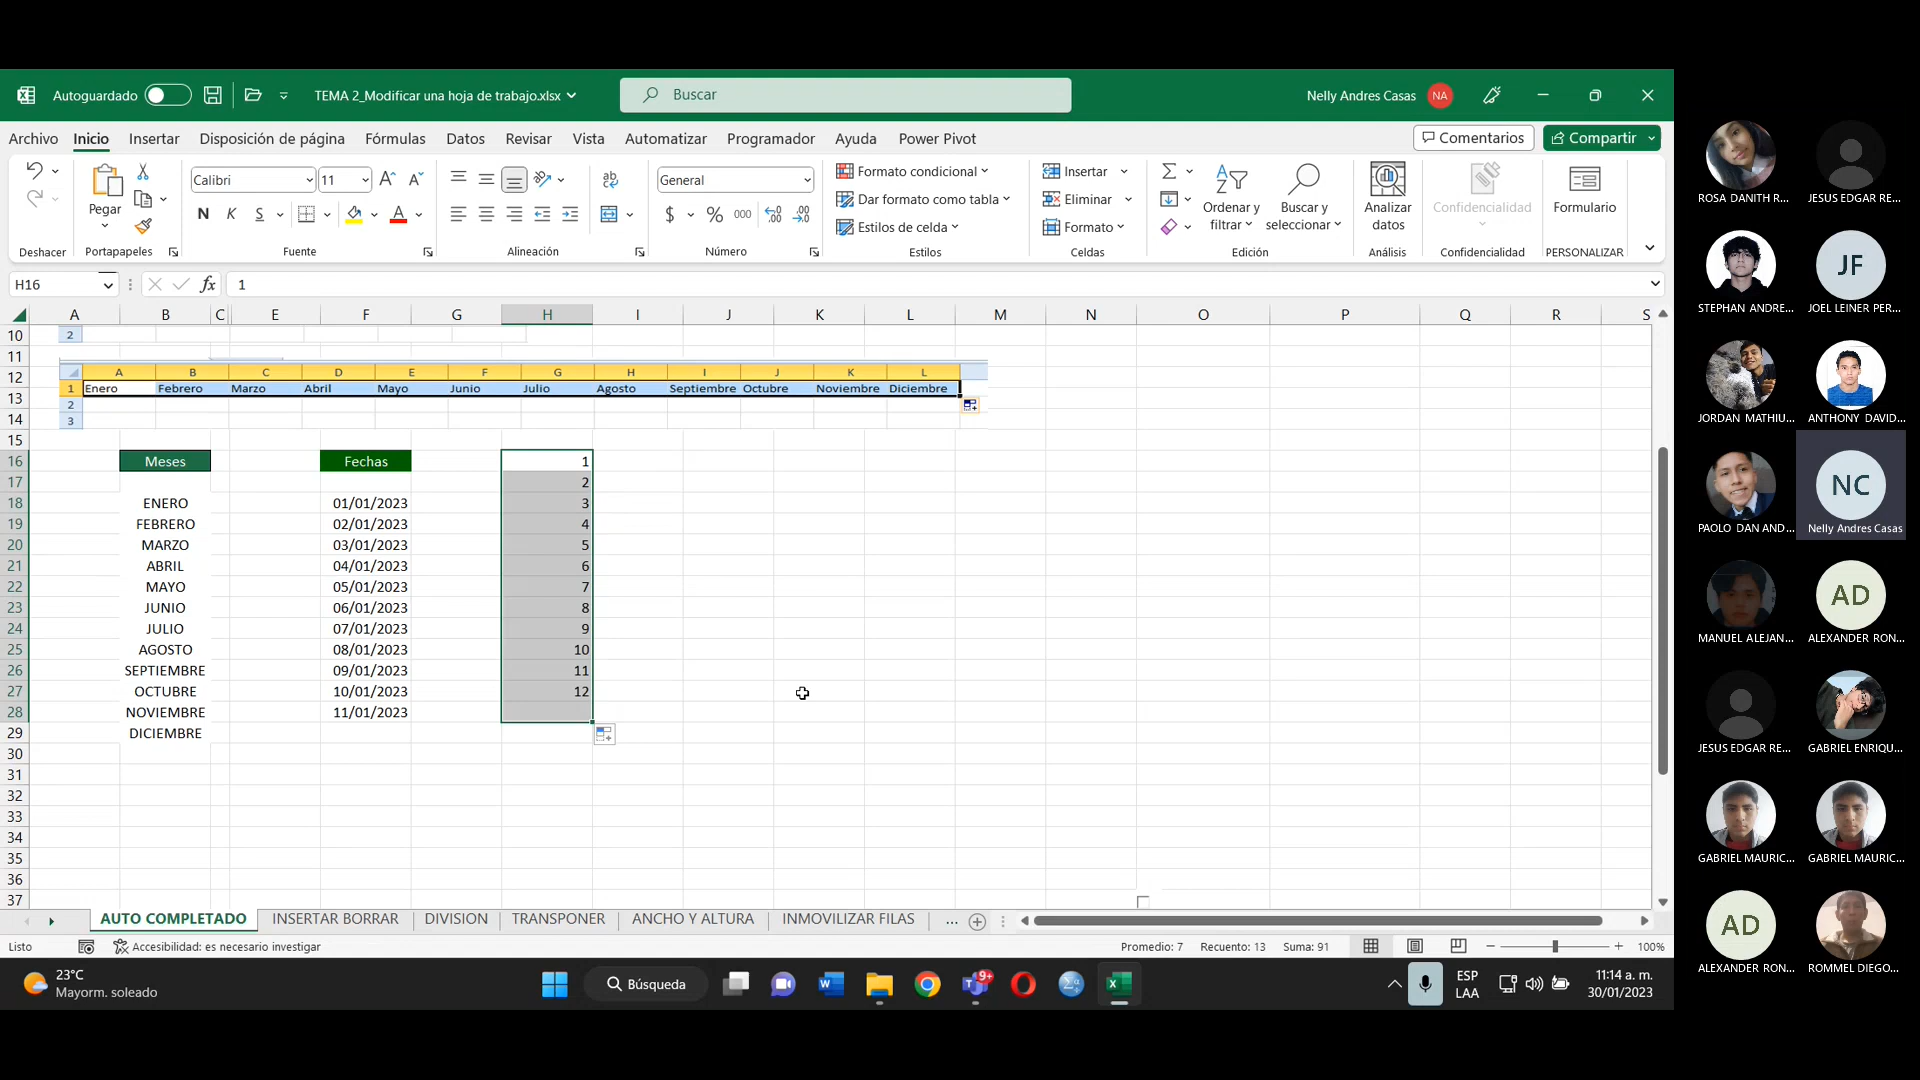 Autoguardado TEMA 2_Modificar una hoja de trabajo.xlsx Buscar Nelly Andres Casas NA
Archivo Inicio Insertar Disposición de página Fórmulas Datos Revisar Vista Automatizar Programador Ayuda Power Pivot Comentarios Compartir
Pegar Calibri 11 General Formato condicional Insertar
Dar formato como tabla Eliminar Ordenar y filtrar Buscar y seleccionar Analizar datos Confidencialidad Formulario
N K S $ % 000 Estilos de celda Formato
Deshacer Portapapeles Fuente Alineación Número Estilos Celdas Edición Análisis Confidencialidad PERSONALIZAR
H16 fx 1
A B C E F G H I J K L M N O P Q R S
10 2
11
12 A B C D E F G H I J K L
1 Enero Febrero Marzo Abril Mayo Junio Julio Agosto Septiembre Octubre Noviembre Diciembre
13 2
14 3
15
16 Meses Fechas 1
17 2
18 ENERO 01/01/2023 3
19 FEBRERO 02/01/2023 4
20 MARZO 03/01/2023 5
21 ABRIL 04/01/2023 6
22 MAYO 05/01/2023 7
23 JUNIO 06/01/2023 8
24 JULIO 07/01/2023 9
25 AGOSTO 08/01/2023 10
26 SEPTIEMBRE 09/01/2023 11
27 OCTUBRE 10/01/2023 12
28 NOVIEMBRE 11/01/2023
29 DICIEMBRE
30
31
32
33
34
35
36
37
AUTO COMPLETADO INSERTAR BORRAR DIVISION TRANSPONER ANCHO Y ALTURA INMOVILIZAR FILAS ...
Listo Accesibilidad: es necesario investigar Promedio: 7 Recuento: 13 Suma: 91 100%
23°C
Mayorm. soleado
Búsqueda
9+
ESP
LAA
11:14 a. m.
30/01/2023
ROSA DANITH R... JESUS EDGAR RE...
JF
STEPHAN ANDRE... JOEL LEINER PER...
JORDAN MATHIU... ANTHONY DAVID...
NC
PAOLO DAN AND... Nelly Andres Casas
AD
MANUEL ALEJAN... ALEXANDER RON...
JESUS EDGAR RE... GABRIEL ENRIQU...
GABRIEL MAURIC... GABRIEL MAURIC...
AD
ALEXANDER RON... ROMMEL DIEGO...